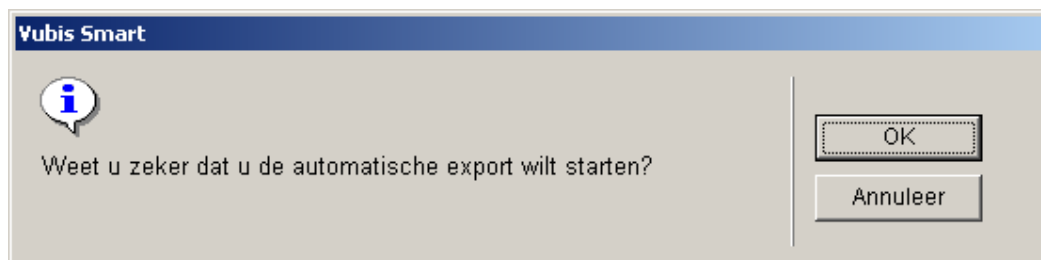 Vubis Smart
Weet u zeker dat u de automatische export wilt starten?
OK
Annuleer